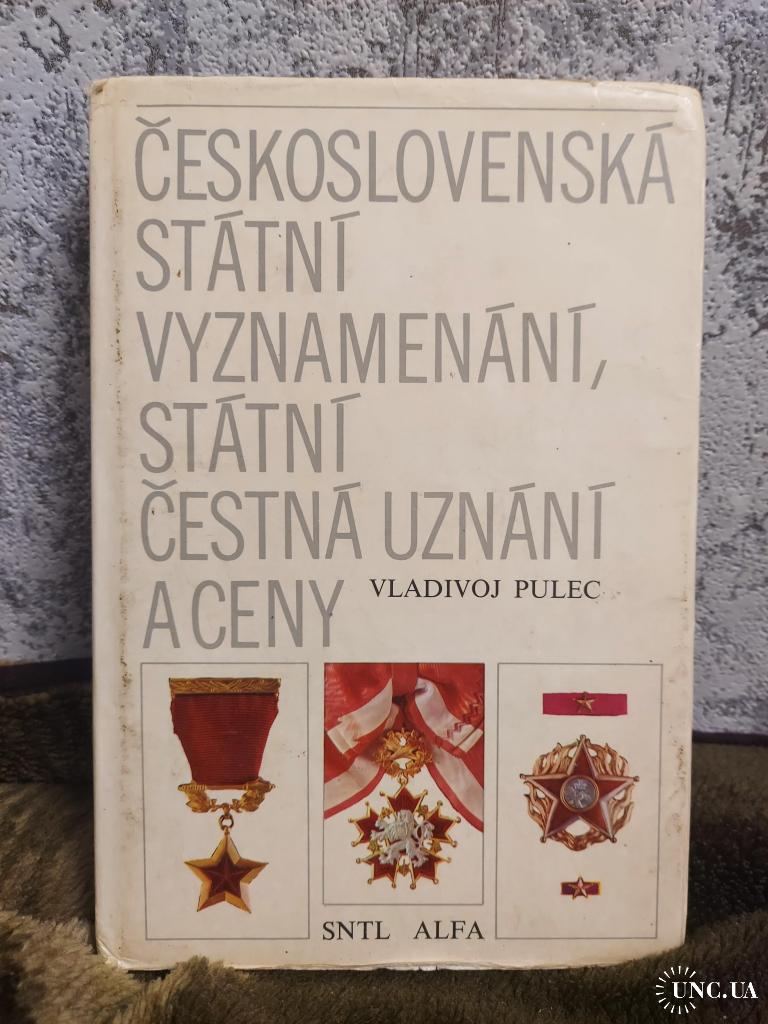 ČESKOSLOVENSKÁ
STÁTNÍ
VYZNAMENÁNÍ,
STÁTNÍ
ČESTNÁ UZNÁNÍ
A CENY
VLADIVOJ PULEC
SNTL ALFA
UNC.UA